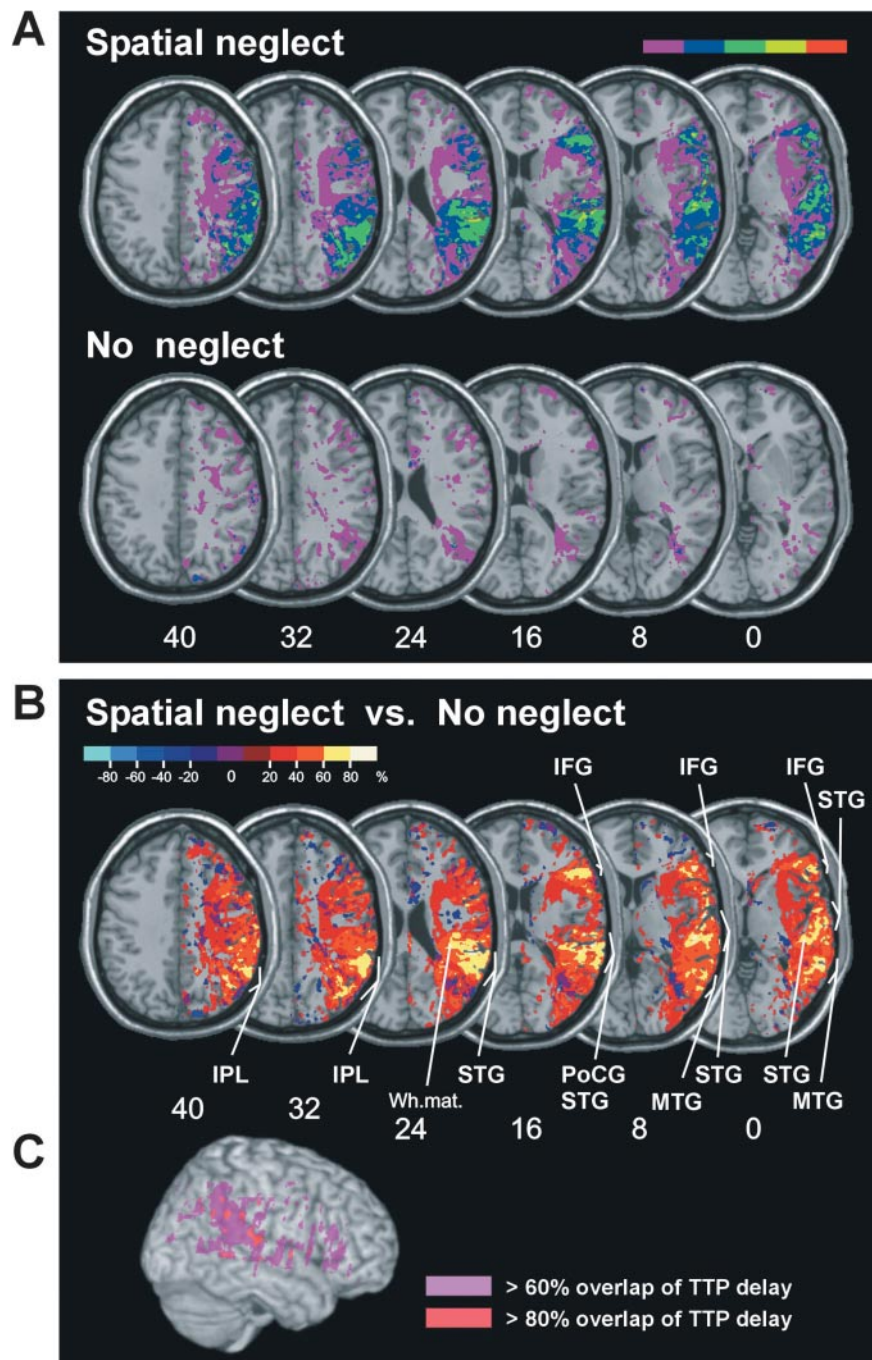 A
Spatial neglect
No neglect
40 32 24 16 8 0
B
Spatial neglect vs. No neglect
-80 -60 -40 -20 0 20 40 60 80 %
IFG IFG IFG
STG
IPL IPL STG PoCG STG STG
Wh.mat. STG MTG MTG
40 32 24 16 8 0
C
> 60% overlap of TTP delay
> 80% overlap of TTP delay